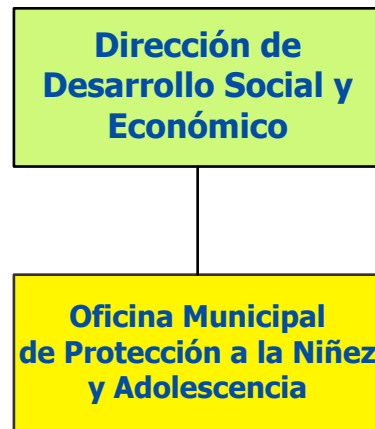 Dirección de
Desarrollo Social y
Económico
Oficina Municipal
de Protección a la Niñez
y Adolescencia